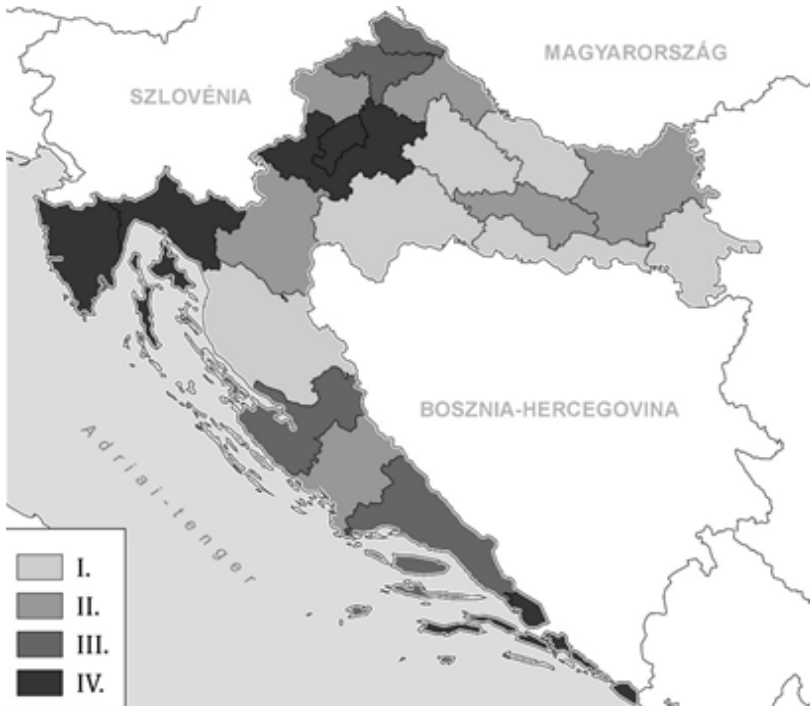 MAGYARORSZÁG
SZLOVÉNIA
BOSZNIA-HERCEGOVINA
Adriai-tenger
I.
II.
III.
IV.